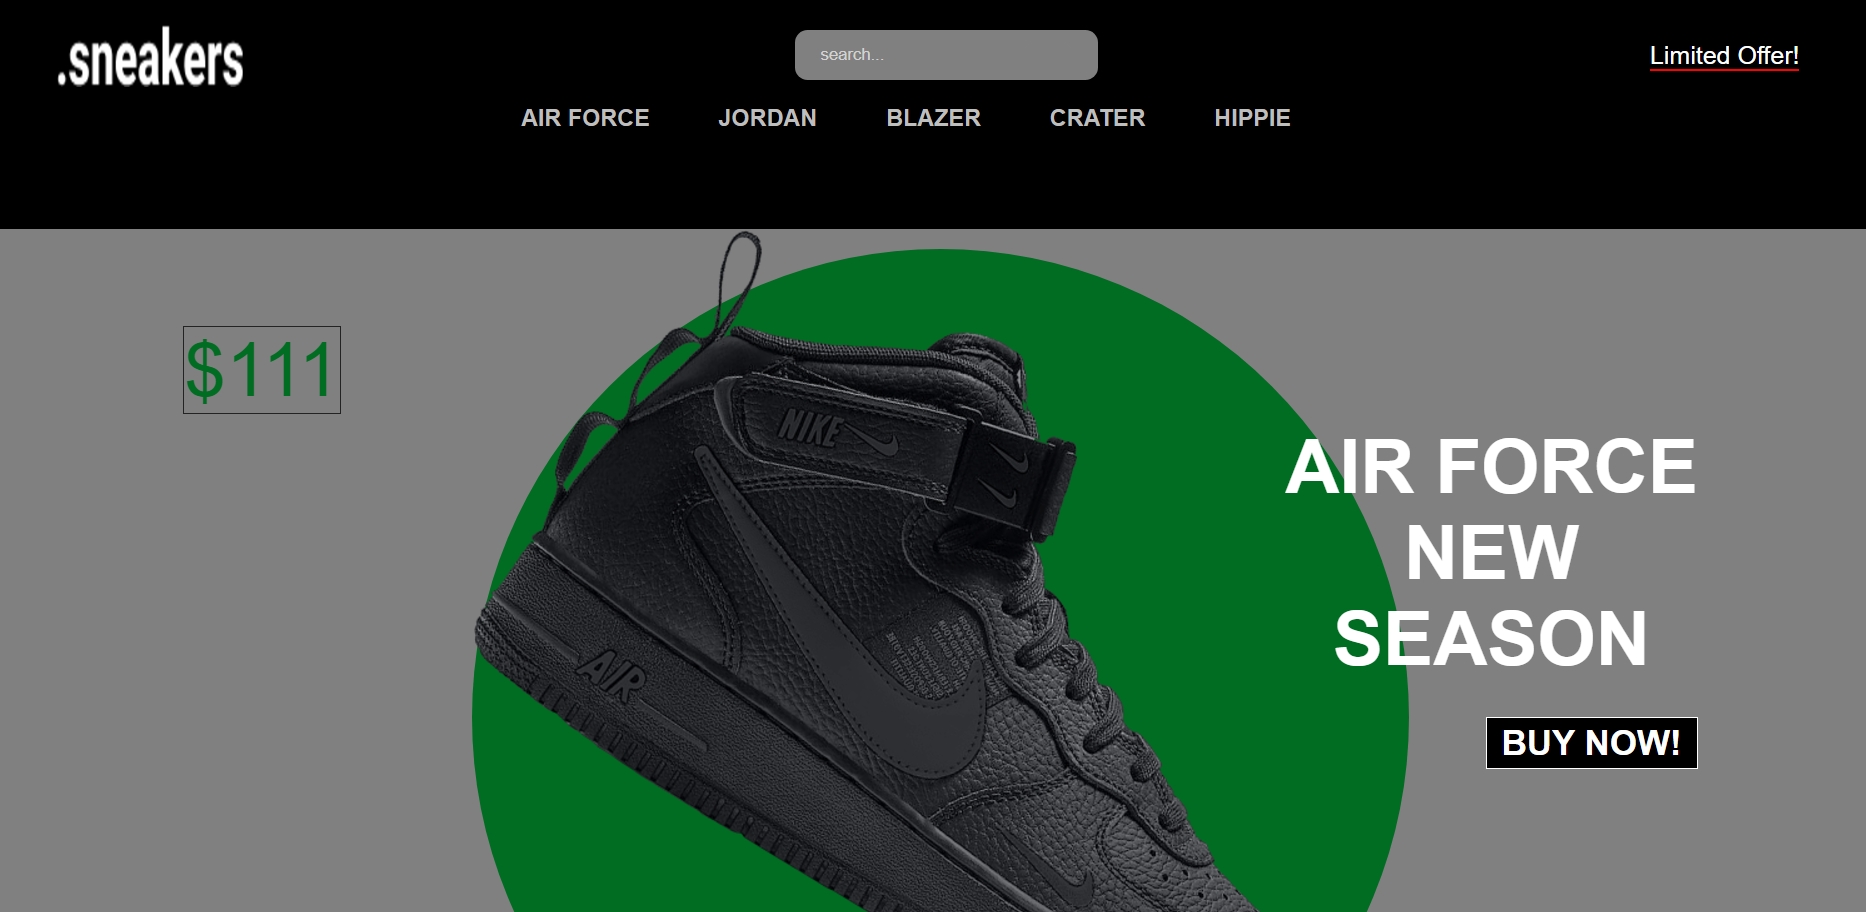 .sneakers
search...
Limited Offer!
AIR FORCE
JORDAN
BLAZER
CRATER
HIPPIE
$111
NIKE
AIR
AIR FORCE
NEW
SEASON
BUY NOW!